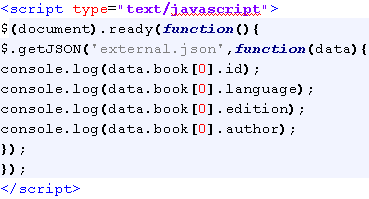 <script type="text/javascript">
$(document).ready(function(){
$.getJSON('external.json',function(data){
console.log(data.book[0].id);
console.log(data.book[0].language);
console.log(data.book[0].edition);
console.log(data.book[0].author);
});
});
</script>